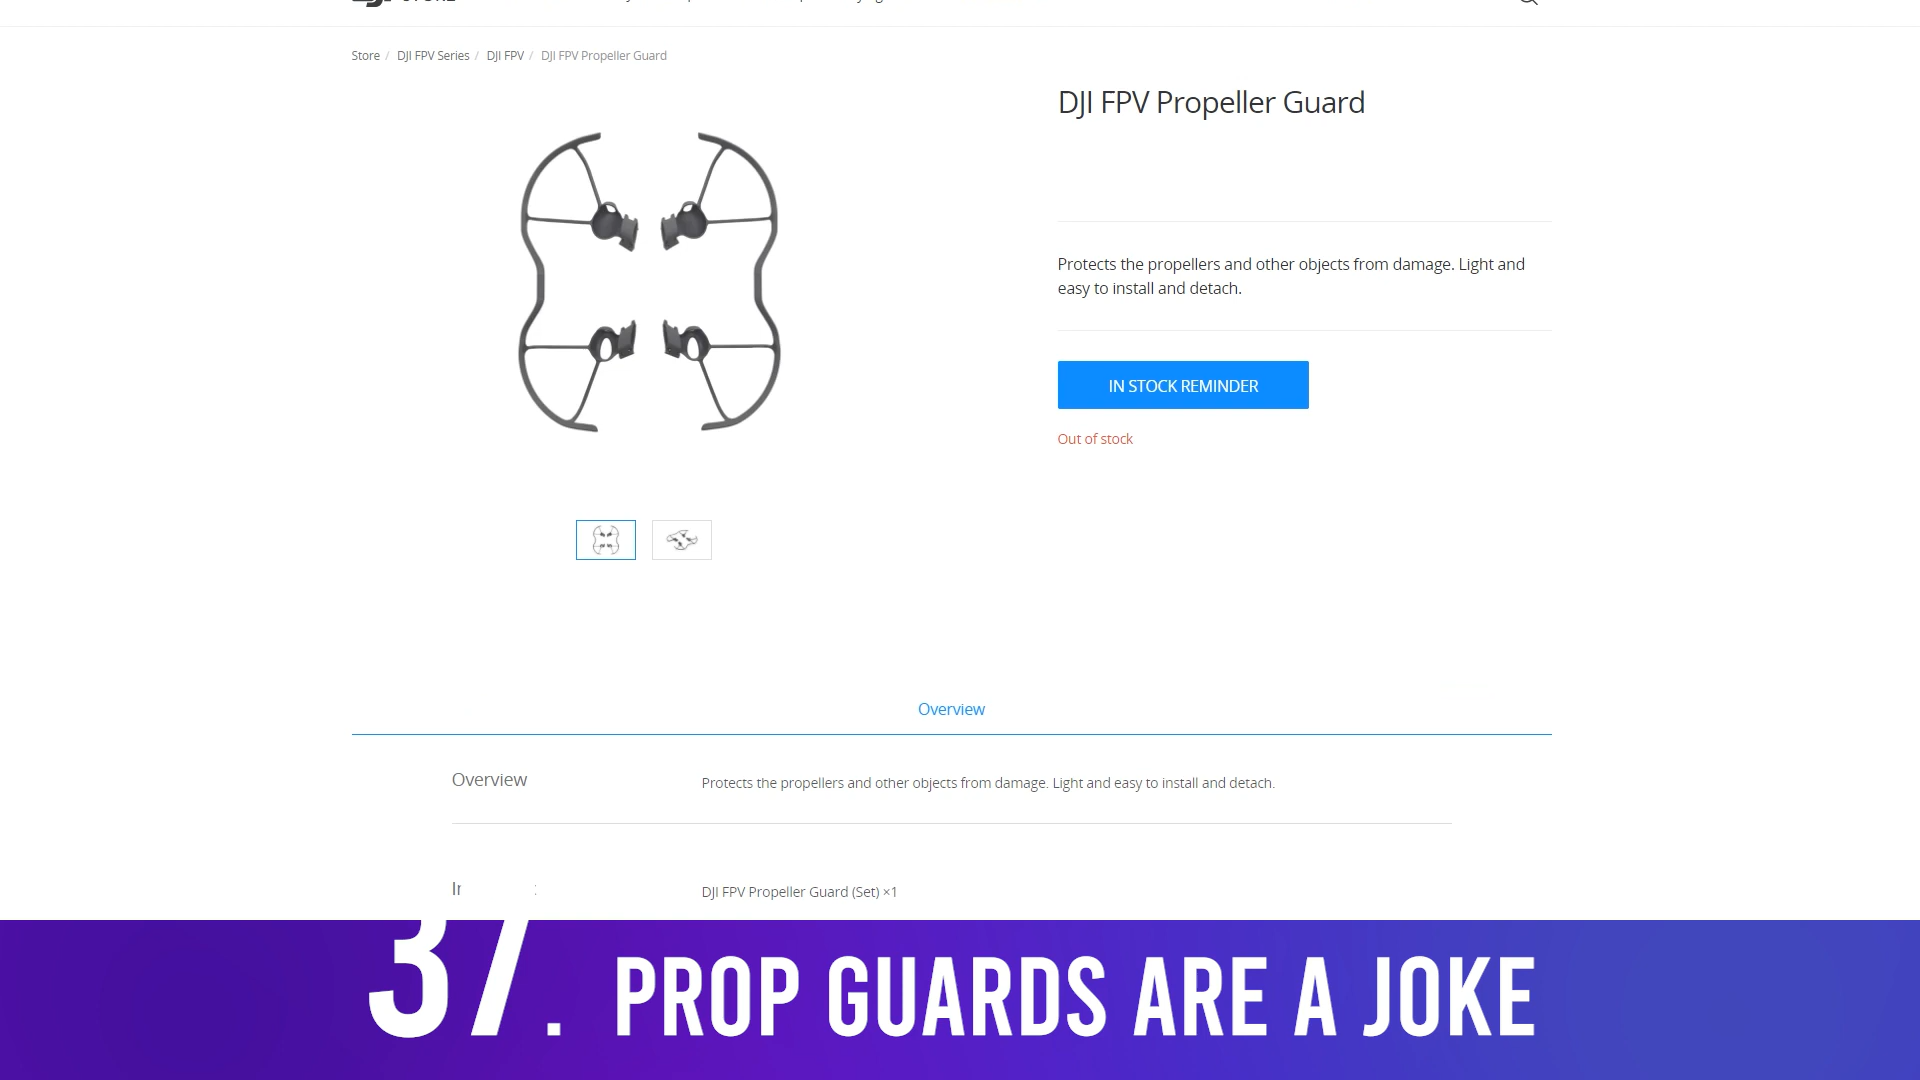 Store / DJI FPV Series / DJI FPV / DJI FPV Propeller Guard
DJI FPV Propeller Guard
Protects the propellers and other objects from damage. Light and
easy to install and detach.
IN STOCK REMINDER
Out of stock
Overview
Overview
Protects the propellers and other objects from damage. Light and easy to install and detach.
DJI FPV Propeller Guard (Set) ×1
37. PROP GUARDS ARE A JOKE